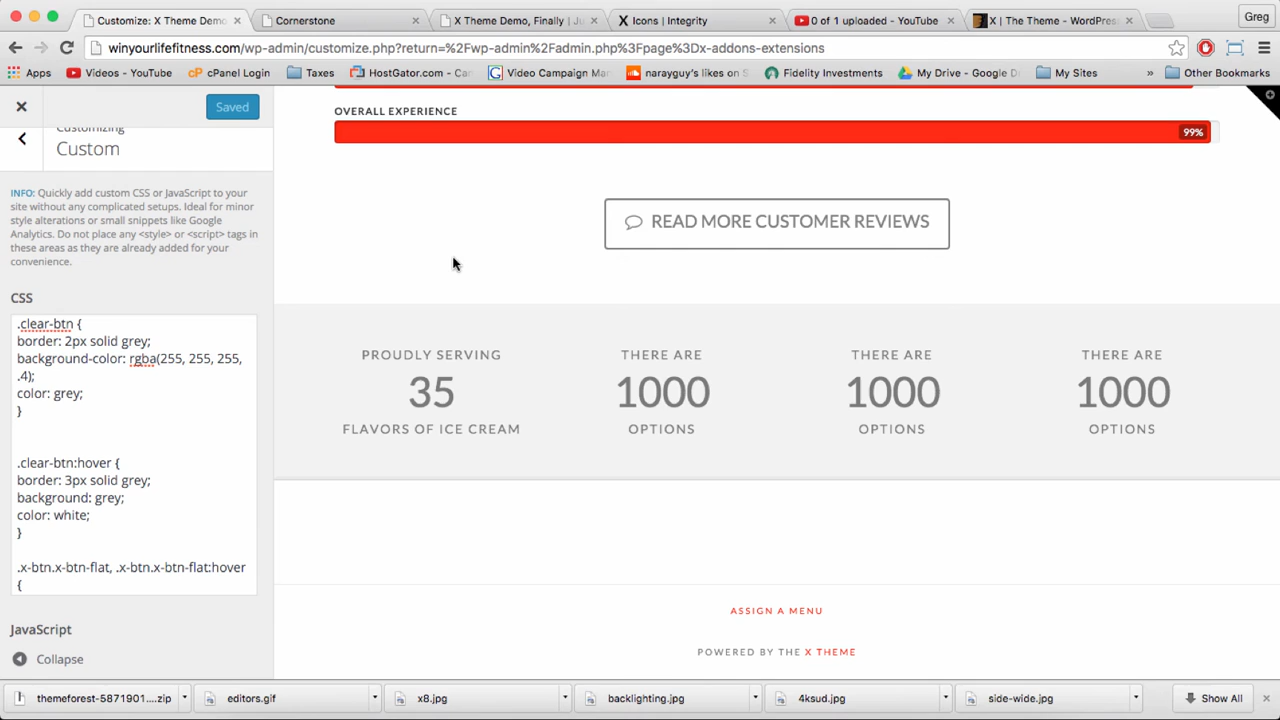 Customize: X Theme Demo
Cornerstone
X Theme Demo, Finally | Ju
Icons | Integrity
0 of 1 uploaded - YouTube
X | The Theme - WordPres
Greg
winyourlifefitness.com/wp-admin/customize.php?return=%2Fwp-admin%2Fadmin.php%3Fpage%3Dx-addons-extensions
Apps
Videos - YouTube
cPanel Login
Taxes
HostGator.com - Ca
Video Campaign Ma
narayguy's likes on S
Fidelity Investments
My Drive - Google D
My Sites
»
Other Bookmarks
Saved
Customizing
Custom
INFO: Quickly add custom CSS or JavaScript to your
site without any complicated setups. Ideal for minor
style alterations or small snippets like Google
Analytics. Do not place any <style> or <script> tags
in these areas as they are already added for your
convenience.
CSS
.clear-btn {
border: 2px solid grey;
background-color: rgba(255, 255, 255,
.4);
color: grey;
}
.clear-btn:hover {
border: 3px solid grey;
background: grey;
color: white;
}
.x-btn.x-btn-flat, .x-btn.x-btn-flat:hover
{
JavaScript
Collapse
OVERALL EXPERIENCE
99%
READ MORE CUSTOMER REVIEWS
PROUDLY SERVING
35
FLAVORS OF ICE CREAM
THERE ARE
1000
OPTIONS
THERE ARE
1000
OPTIONS
THERE ARE
1000
OPTIONS
ASSIGN A MENU
POWERED BY THE X THEME
themeforest-5871901....zip
editors.gif
x8.jpg
backlighting.jpg
4ksud.jpg
side-wide.jpg
Show All